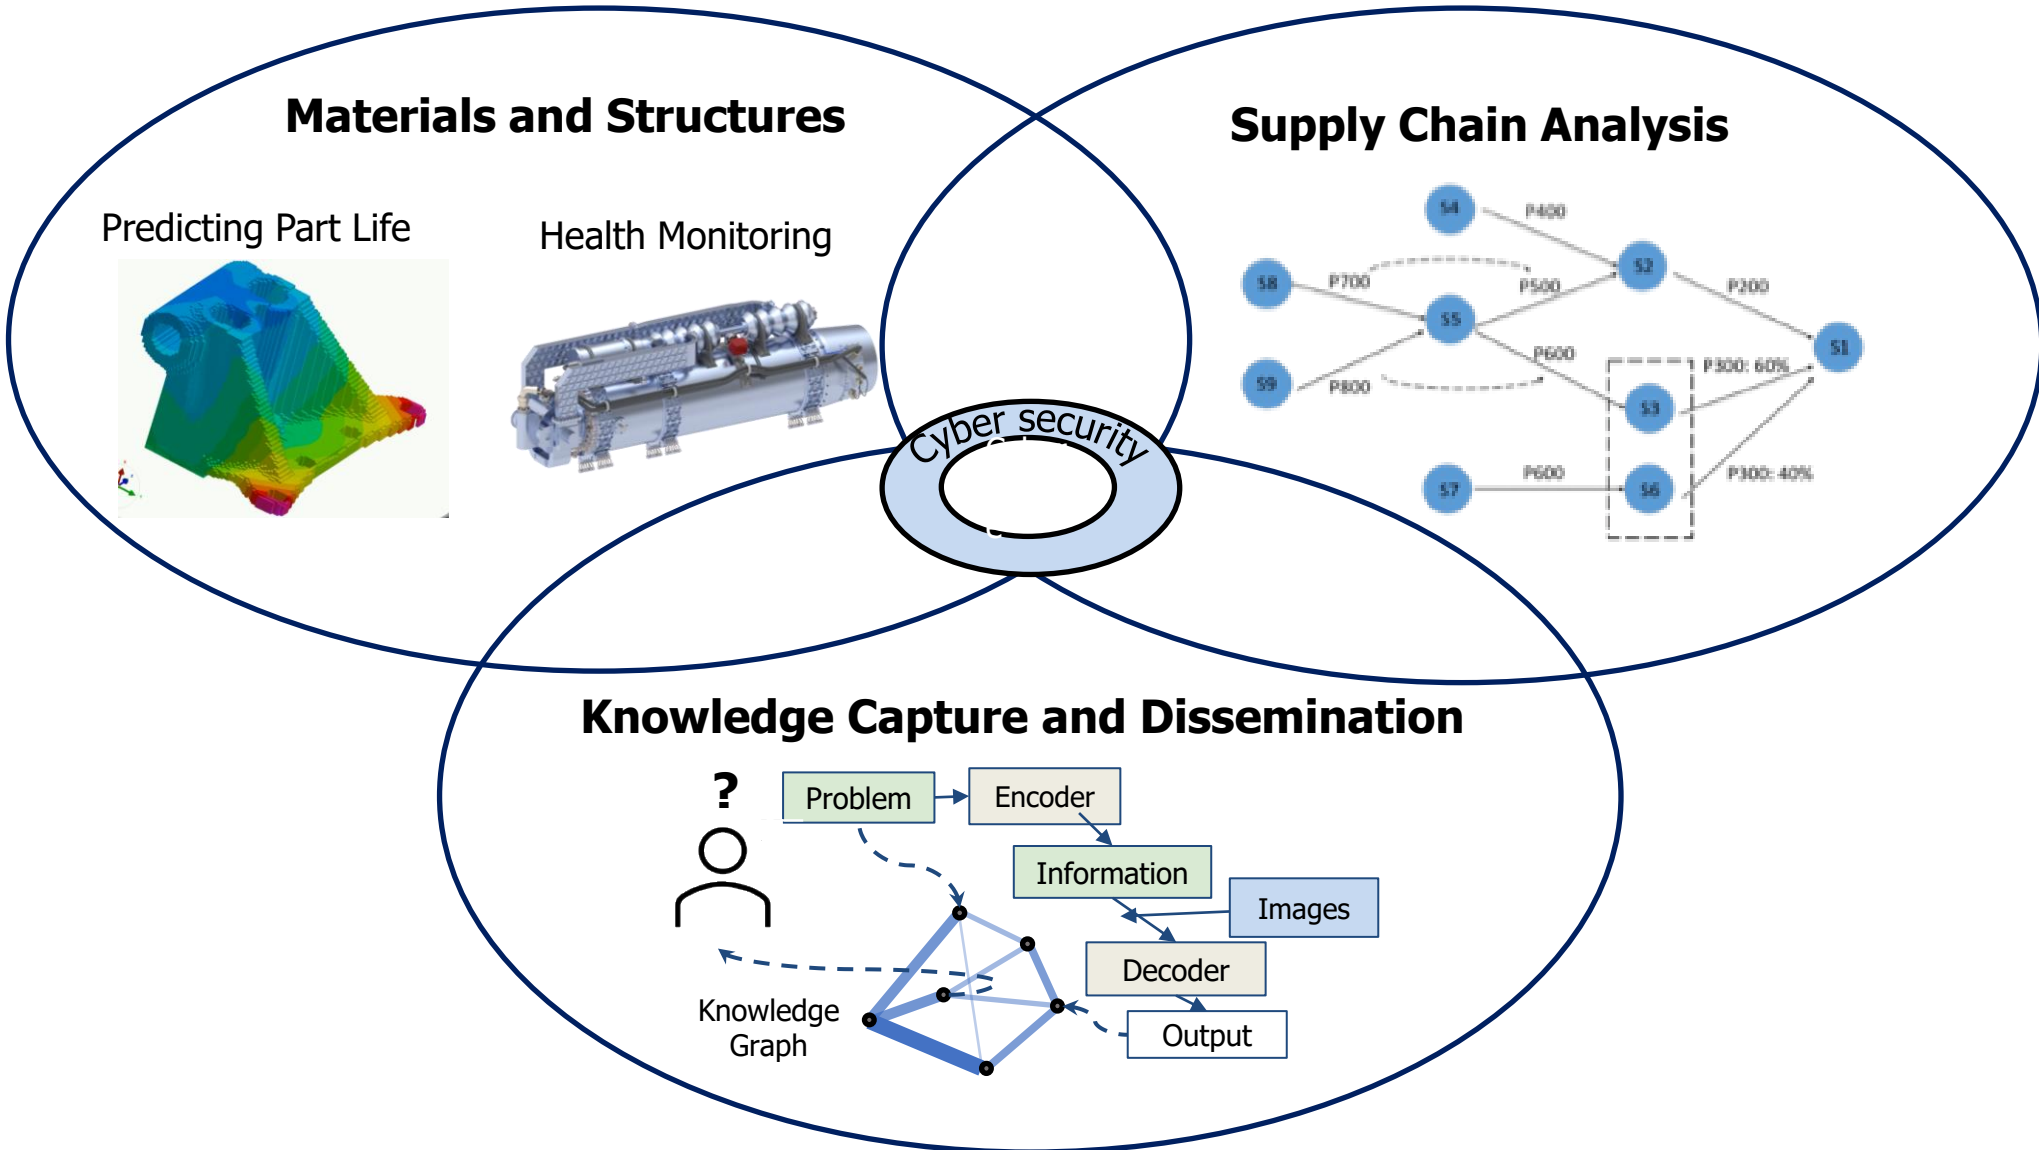 Materials and Structures
Supply Chain Analysis
Predicting Part Life
Health Monitoring
S4
P400
S2
S8
P700
P500
P200
S5
S1
P600
P300: 60%
S9
P800
S3
S7
P600
S6
P300: 40%
Cyber security
Knowledge Capture and Dissemination
?
Problem
Encoder
Information
Images
Decoder
Knowledge
Graph
Output